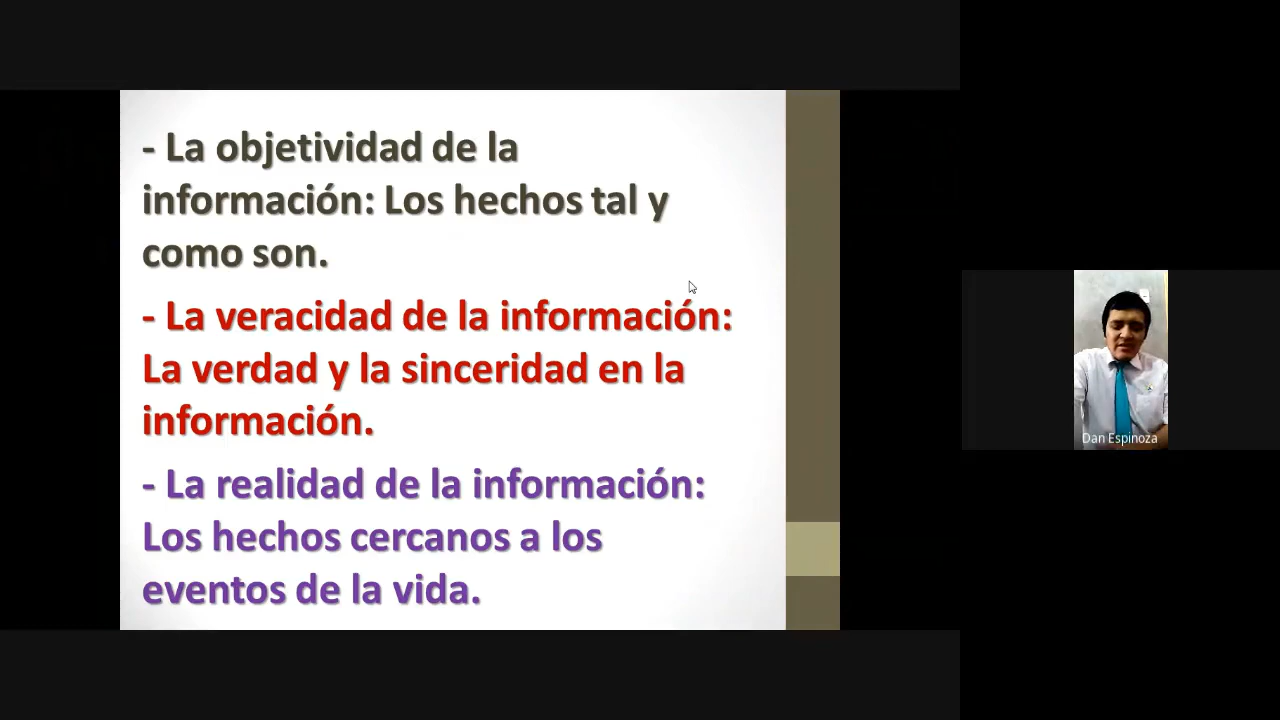 - La objetividad de la
información: Los hechos tal y
como son.
- La veracidad de la información:
La verdad y la sinceridad en la
información.
- La realidad de la información:
Los hechos cercanos a los
eventos de la vida.
Dan Espinoza